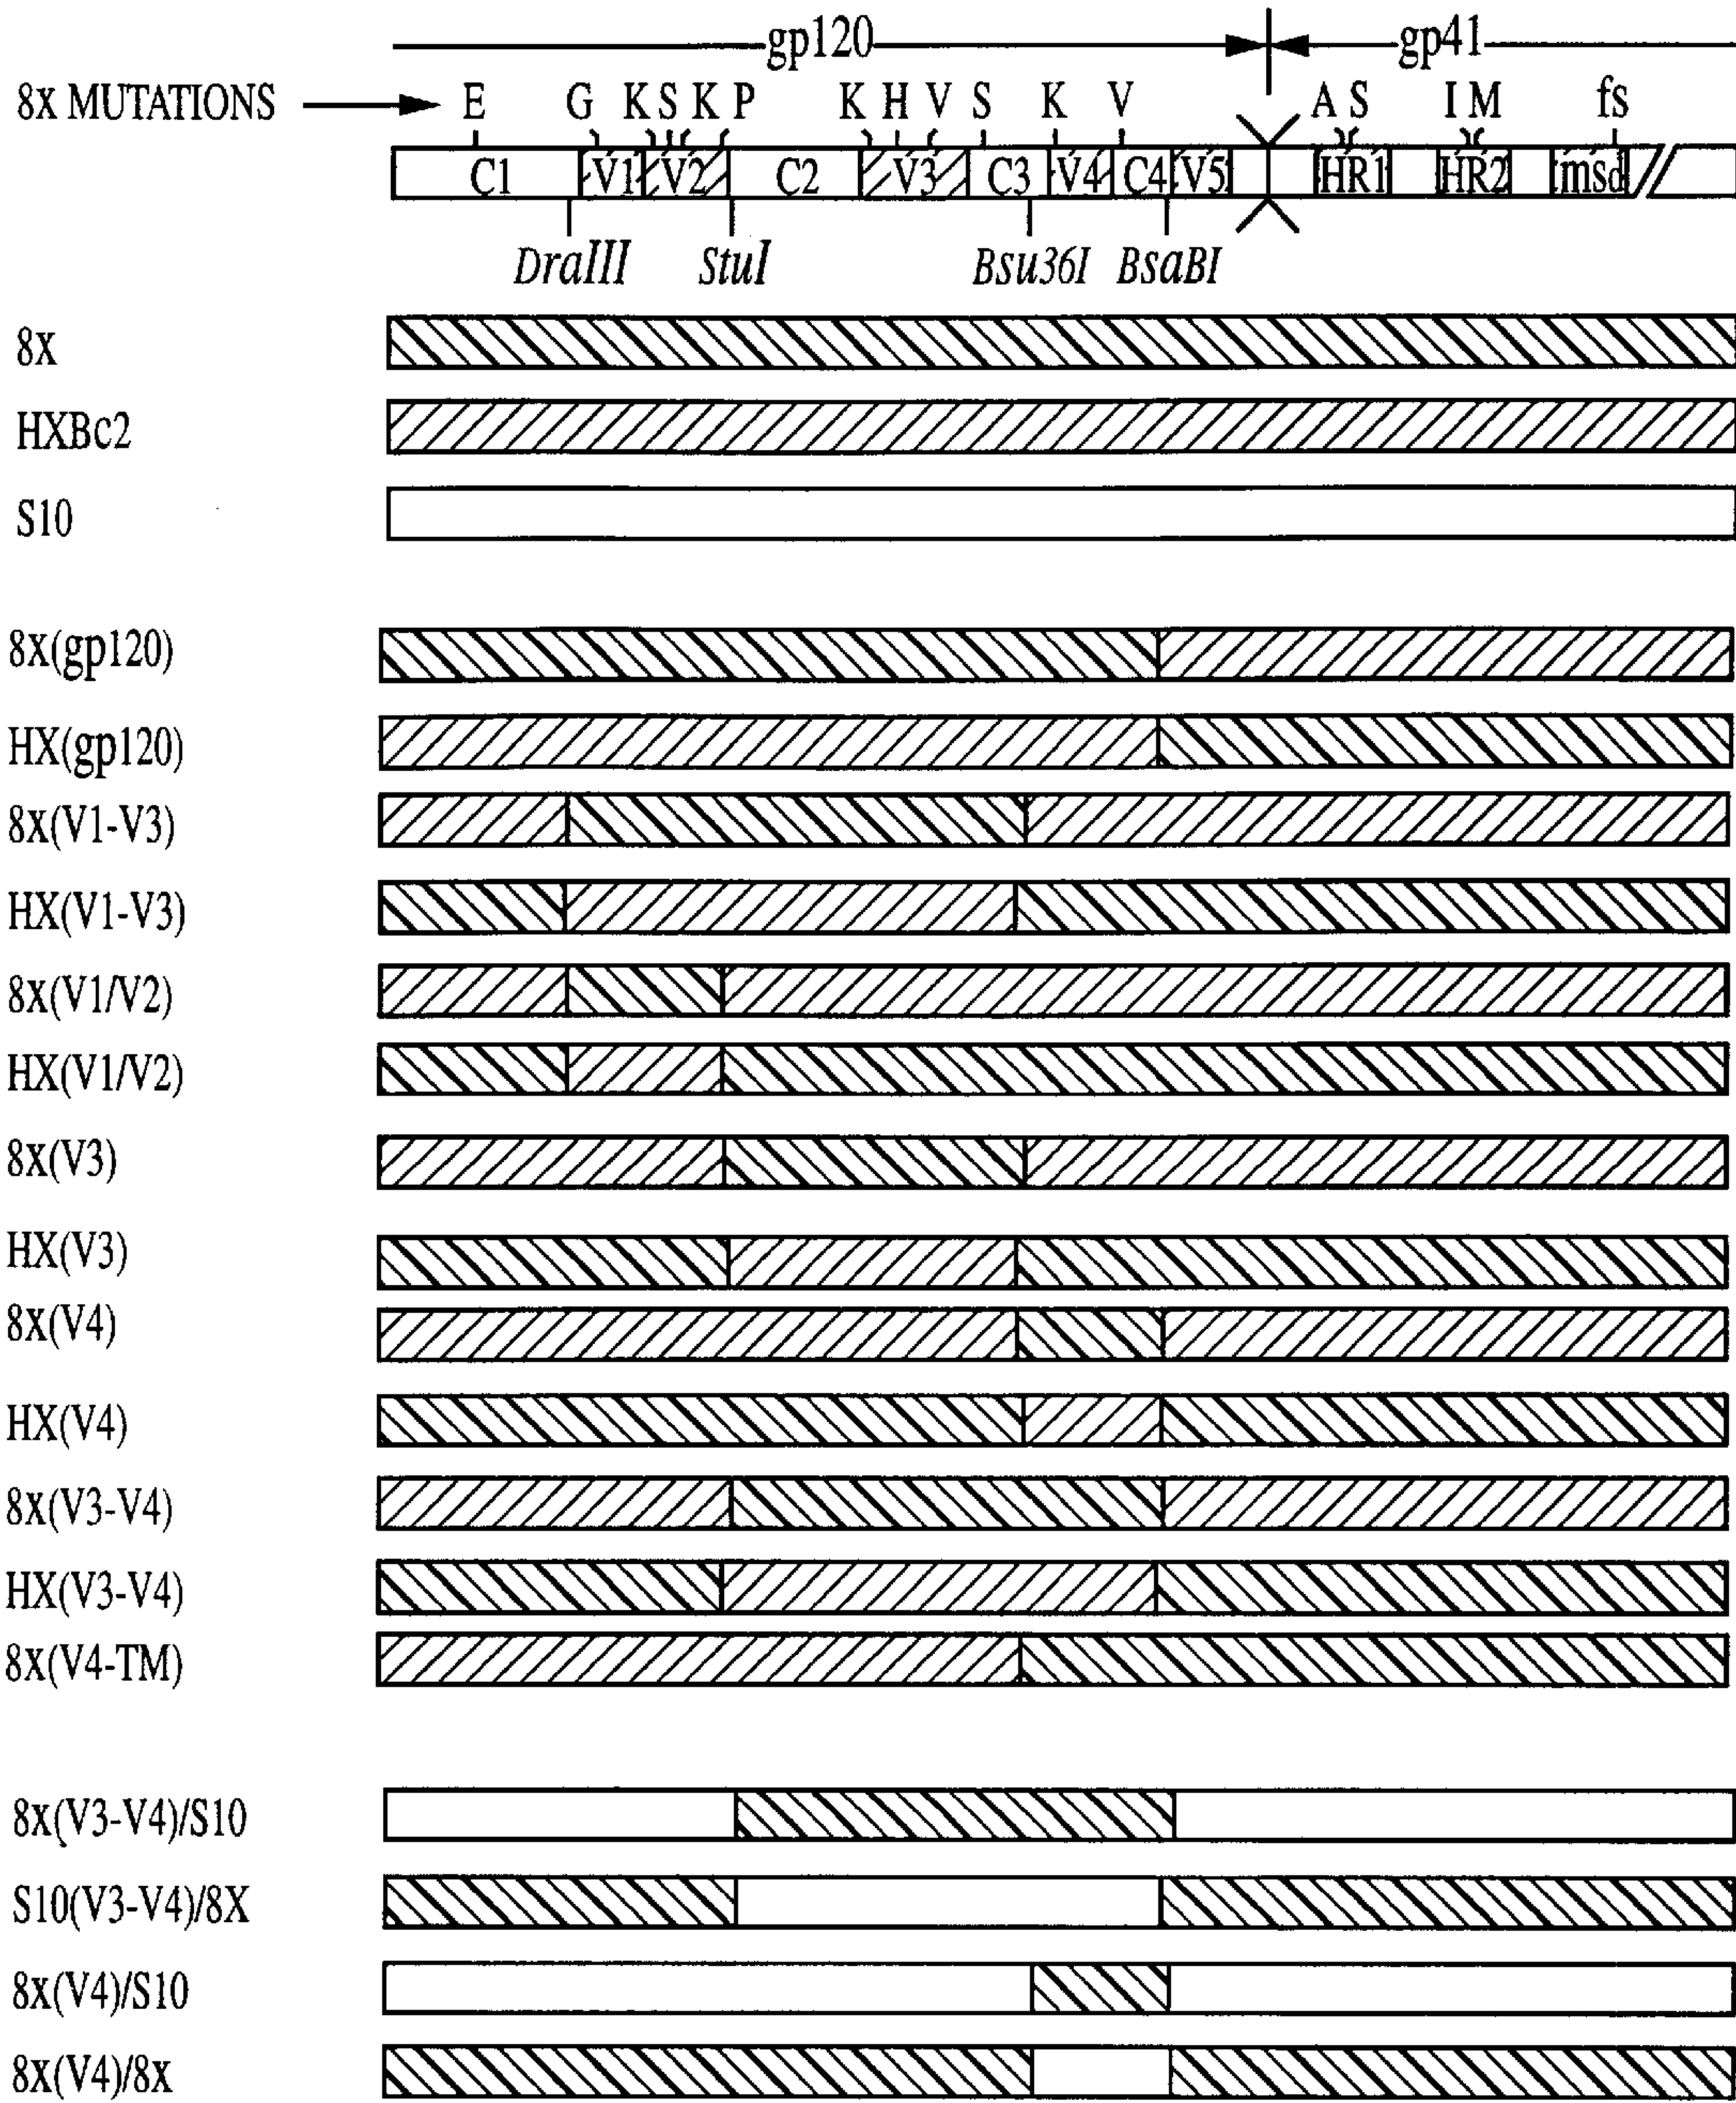 gp120 gp41
8x MUTATIONS E G K S K P K H V S K V A S I M fs
C1 V1 V2 C2 V3 C3 V4 C4 V5 HR1 HR2 msd
DraIII StuI Bsu36I BsaBI
8x
HXBc2
S10
8x(gp120)
HX(gp120)
8x(V1-V3)
HX(V1-V3)
8x(V1/V2)
HX(V1/V2)
8x(V3)
HX(V3)
8x(V4)
HX(V4)
8x(V3-V4)
HX(V3-V4)
8x(V4-TM)
8x(V3-V4)/S10
S10(V3-V4)/8X
8x(V4)/S10
8x(V4)/8x